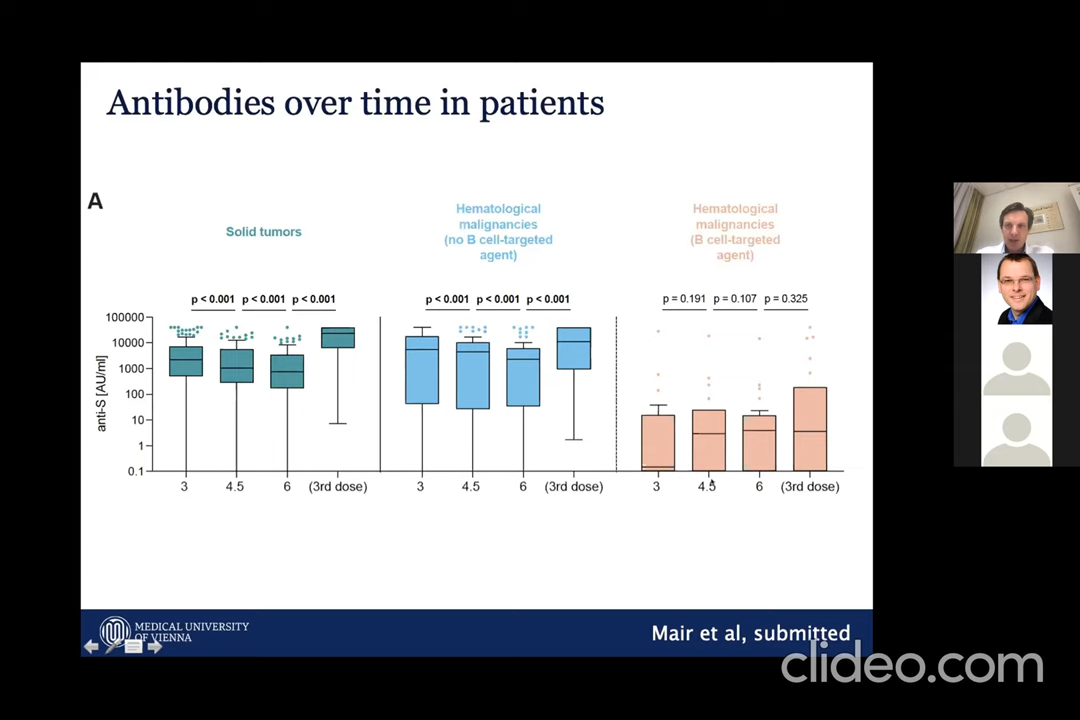 Antibodies over time in patients
A
Solid tumors
Hematological
malignancies
(no B cell-targeted
agent)
Hematological
malignancies
(B cell-targeted
agent)
p < 0.001 p < 0.001 p < 0.001
p < 0.001 p < 0.001 p < 0.001
p = 0.191 p = 0.107 p = 0.325
anti-S [AU/ml]
100000
10000
1000
100
10
1
0.1
3 4.5 6 (3rd dose)
3 4.5 6 (3rd dose)
3 4.5 6 (3rd dose)
MEDICAL UNIVERSITY
OF VIENNA
Mair et al, submitted
clideo.com